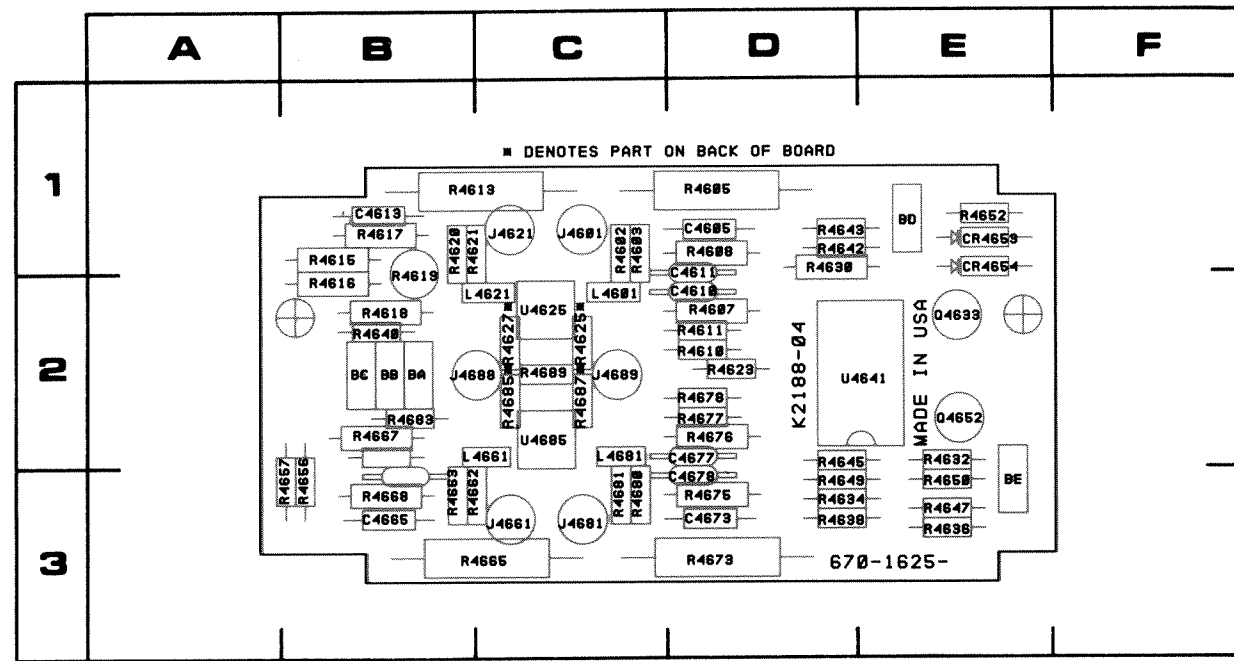 A B C D E F
1
✱ DENOTES PART ON BACK OF BOARD
R4613 R4605
C4613 R4652
R4617 J4621 J4601 C4605 R4643 BD CR4659
R4620 R4621 R4602 R4603 R4608 R4642
R4615 R4630 CR4654
R4619 C4611
R4616 L4621 L4601 C4610
R4618 U4625 R4607 Q4633
R4640 R4627✱ R4625✱ R4611
2
R4610
BC BB BA J4688 R4689 J4689 R4623 U4641
K2188-04
MADE IN USA
R4685✱ R4687✱ R4678
R4683 R4677 Q4652
R4667 U4685 R4676
L4661 L4681 C4677 R4645 R4632
R4657 R4656 R4663 R4662 R4681 R4680 C4678 R4649 R4650 BE
R4668 R4675 R4634 R4647
C4665 J4661 J4681 C4673 R4638 R4636
3
R4665 R4673 670-1625-